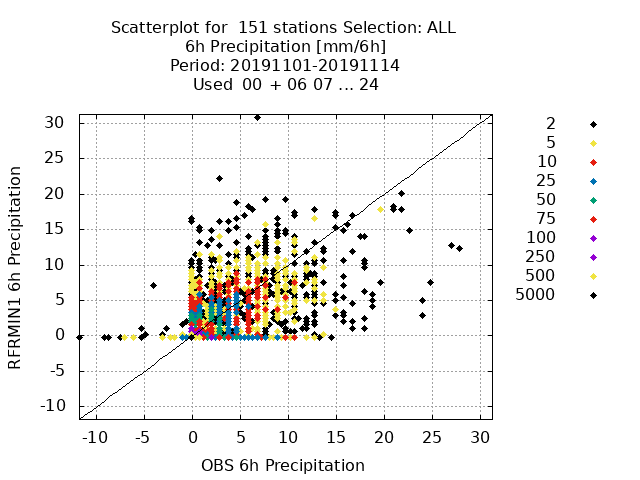 Scatterplot for  151 stations Selection: ALL
6h Precipitation [mm/6h]
Period: 20191101-20191114
Used  00 + 06 07 ... 24
RFRMIN1 6h Precipitation
30
25
20
15
10
5
0
-5
-10
-10 -5 0 5 10 15 20 25 30
OBS 6h Precipitation
2
5
10
25
50
75
100
250
500
5000